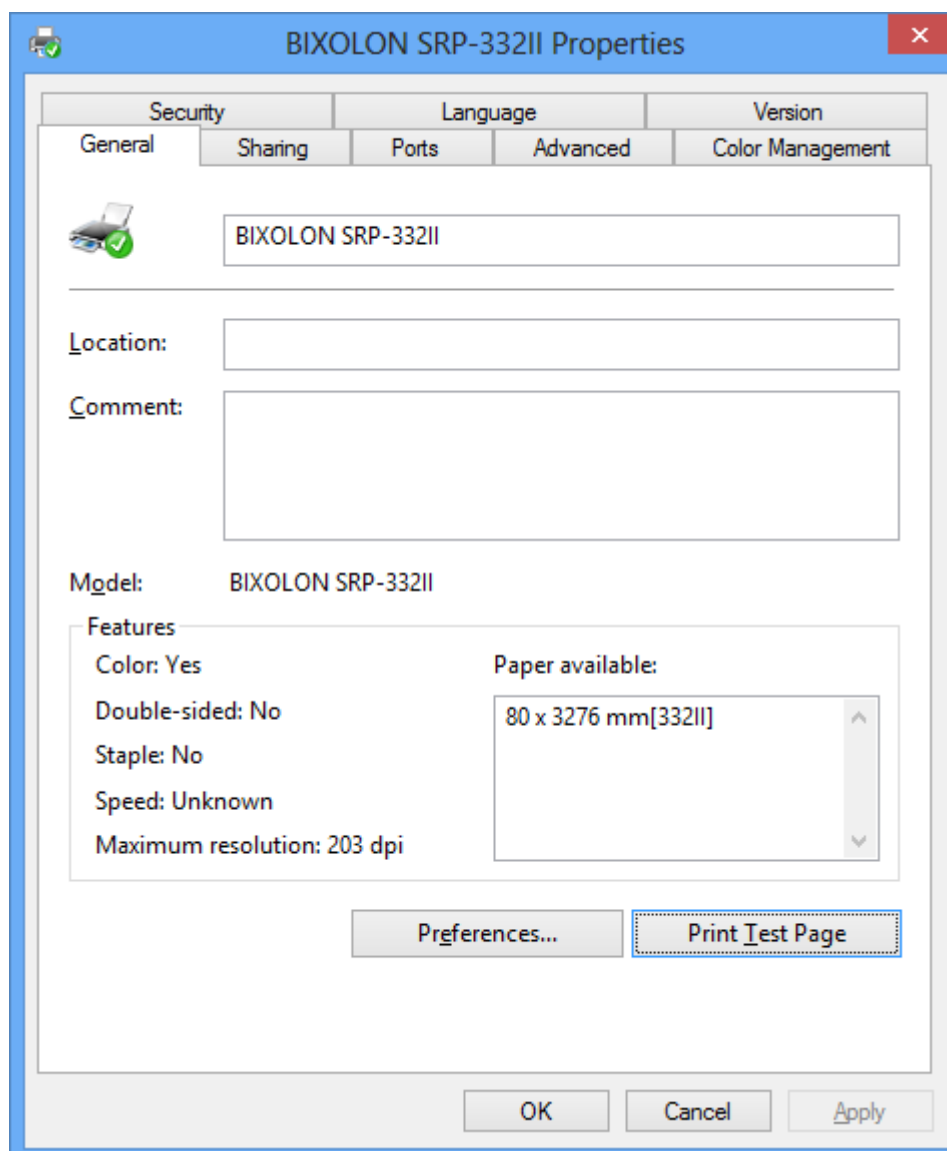 BIXOLON SRP-332II Properties
Security Language Version
General Sharing Ports Advanced Color Management
BIXOLON SRP-332II
Location:
Comment:
Model: BIXOLON SRP-332II
Features
Color: Yes
Paper available:
Double-sided: No
80 x 3276 mm[332II]
Staple: No
Speed: Unknown
Maximum resolution: 203 dpi
Preferences... Print Test Page
OK Cancel Apply